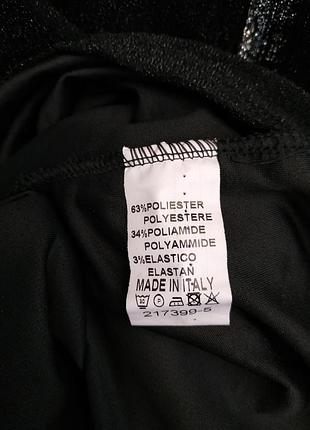 63%POLIESTER
POLYESTERE
34%POLIAMIDE
POLYAMMIDE
3%ELASTICO
ELASTAN
MADE IN ITALY
217399-5